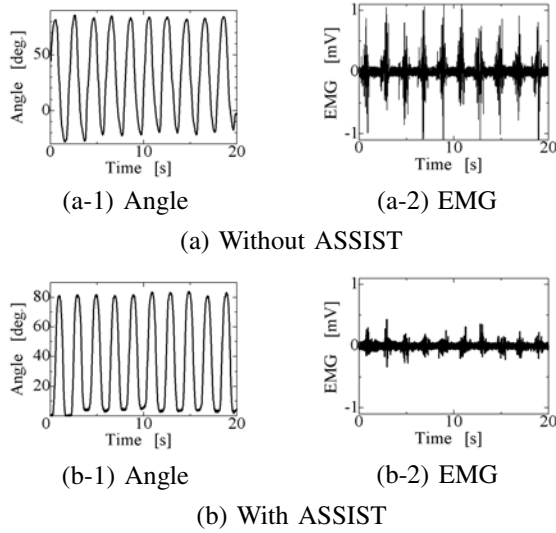 Angle [deg.]
50
0
0 10 20
Time [s]
(a-1) Angle
EMG [mV]
1
0
-1
0 10 20
Time [s]
(a-2) EMG
(a) Without ASSIST
Angle [deg.]
80
60
40
20
0 10 20
Time [s]
(b-1) Angle
EMG [mV]
1
0
-1
0 10 20
Time [s]
(b-2) EMG
(b) With ASSIST